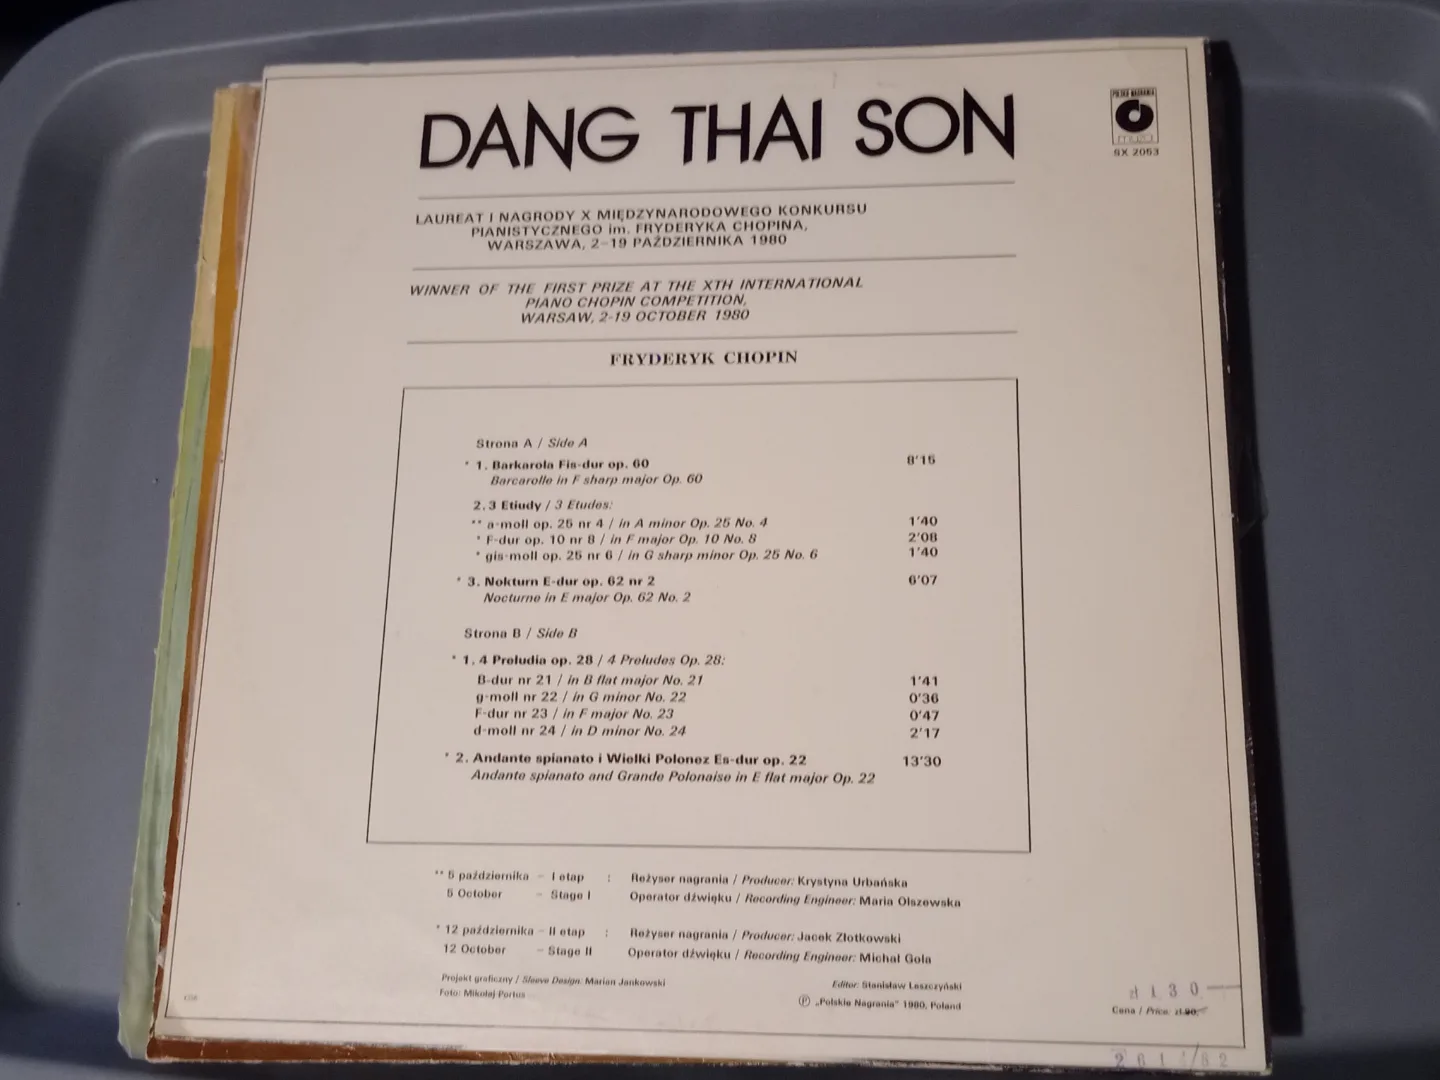 DANG THAI SON
POLSKIE NAGRANIA
muza
SX 2053
LAUREAT I NAGRODY X MIĘDZYNARODOWEGO KONKURSU
PIANISTYCZNEGO im. FRYDERYKA CHOPINA,
WARSZAWA, 2-19 PAŹDZIERNIKA 1980
WINNER OF THE FIRST PRIZE AT THE XTH INTERNATIONAL
PIANO CHOPIN COMPETITION,
WARSAW, 2-19 OCTOBER 1980
FRYDERYK CHOPIN
Strona A / Side A
* 1. Barkarola Fis-dur op. 60 8'15
Barcarolle in F sharp major Op. 60
2. 3 Etiudy / 3 Etudes:
** a-moll op. 25 nr 4 / in A minor Op. 25 No. 4 1'40
* F-dur op. 10 nr 8 / in F major Op. 10 No. 8 2'08
* gis-moll op. 25 nr 6 / in G sharp minor Op. 25 No. 6 1'40
* 3. Nokturn E-dur op. 62 nr 2 6'07
Nocturne in E major Op. 62 No. 2
Strona B / Side B
* 1. 4 Preludia op. 28 / 4 Preludes Op. 28:
B-dur nr 21 / in B flat major No. 21 1'41
g-moll nr 22 / in G minor No. 22 0'36
F-dur nr 23 / in F major No. 23 0'47
d-moll nr 24 / in D minor No. 24 2'17
* 2. Andante spianato i Wielki Polonez Es-dur op. 22 13'30
Andante spianato and Grande Polonaise in E flat major Op. 22
** 5 października - I etap : Reżyser nagrania / Producer: Krystyna Urbańska
5 October - Stage I Operator dźwięku / Recording Engineer: Maria Olszewska
* 12 października - II etap : Reżyser nagrania / Producer: Jacek Złotkowski
12 October - Stage II Operator dźwięku / Recording Engineer: Michał Gola
Projekt graficzny / Sleeve Design: Marian Jankowski
Foto: Mikołaj Portus
Editor: Stanisław Leszczyński
Ⓟ „Polskie Nagrania" 1980, Poland
zł 130
Cena / Price: zł 90,-